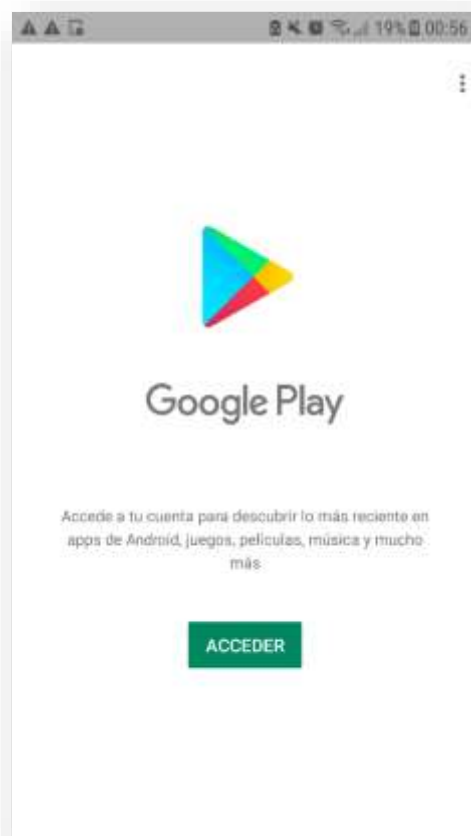 19% 00:56
Google Play
Accede a tu cuenta para descubrir lo más reciente en
apps de Android, juegos, películas, música y mucho
más
ACCEDER